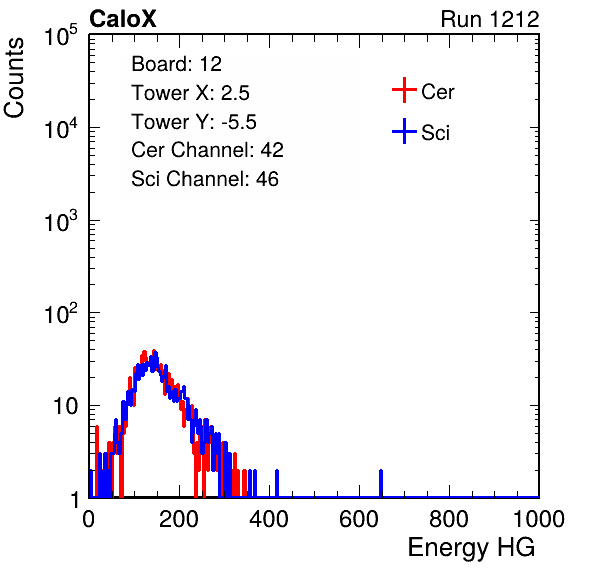 CaloX Run 1212
Counts
10^5
10^4
10^3
10^2
10
1
Board: 12
Tower X: 2.5
Tower Y: -5.5
Cer Channel: 42
Sci Channel: 46
Cer
Sci
0 200 400 600 800 1000
Energy HG